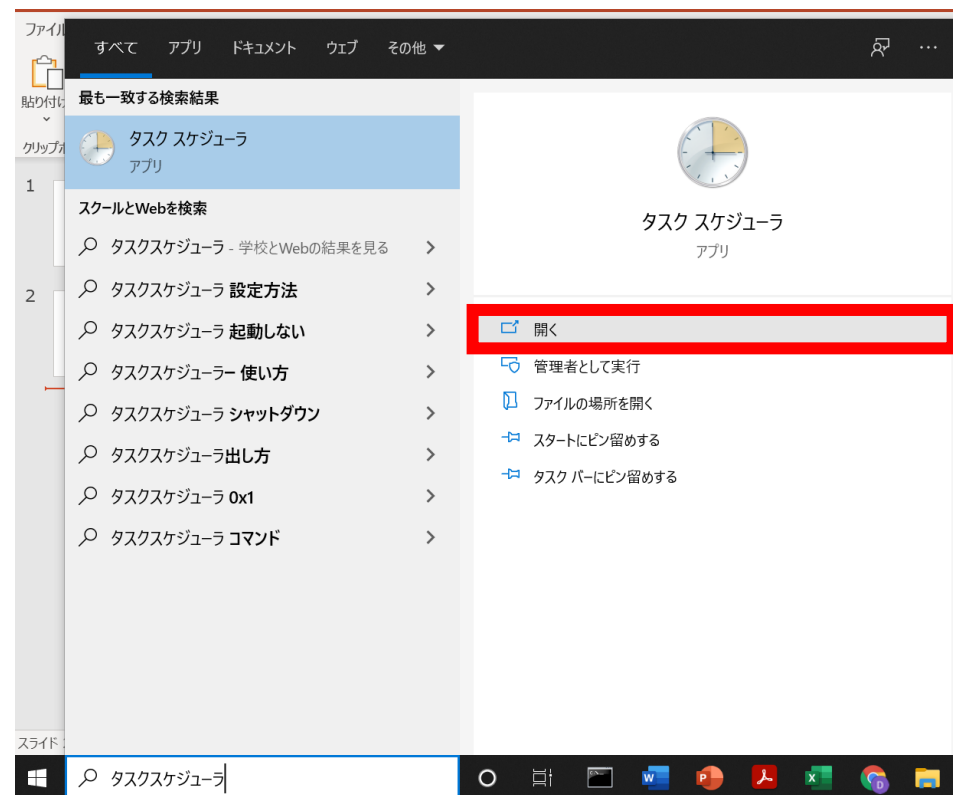 ファイル
すべて アプリ ドキュメント ウェブ その他
貼り付け
クリップボ
最も一致する検索結果
タスク スケジューラ
アプリ
スクールとWebを検索
タスクスケジューラ - 学校とWebの結果を見る
タスクスケジューラ 設定方法
タスクスケジューラ 起動しない
タスクスケジューラー 使い方
タスクスケジューラ シャットダウン
タスクスケジューラ出し方
タスクスケジューラ 0x1
タスクスケジューラ コマンド
タスク スケジューラ
アプリ
開く
管理者として実行
ファイルの場所を開く
スタートにピン留めする
タスク バーにピン留めする
1
2
スライド
タスクスケジューラ
W
P
X
D